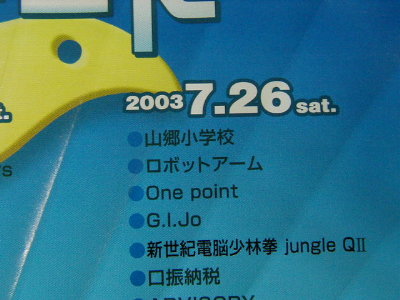 2003 7.26 sat.
●山郷小学校
●ロボットアーム
●One point
●G.I.Jo
●新世紀電脳少林拳 jungle QII
●口振納税